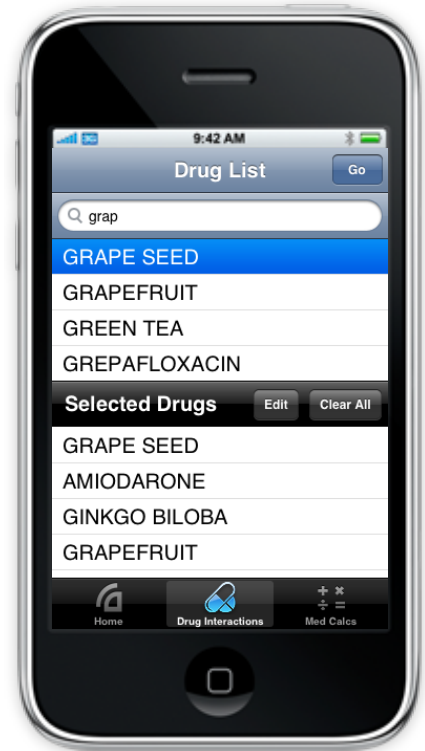 3G 9:42 AM
Drug List Go
grap
GRAPE SEED
GRAPEFRUIT
GREEN TEA
GREPAFLOXACIN
Selected Drugs Edit Clear All
GRAPE SEED
AMIODARONE
GINKGO BILOBA
GRAPEFRUIT
Home Drug Interactions Med Calcs